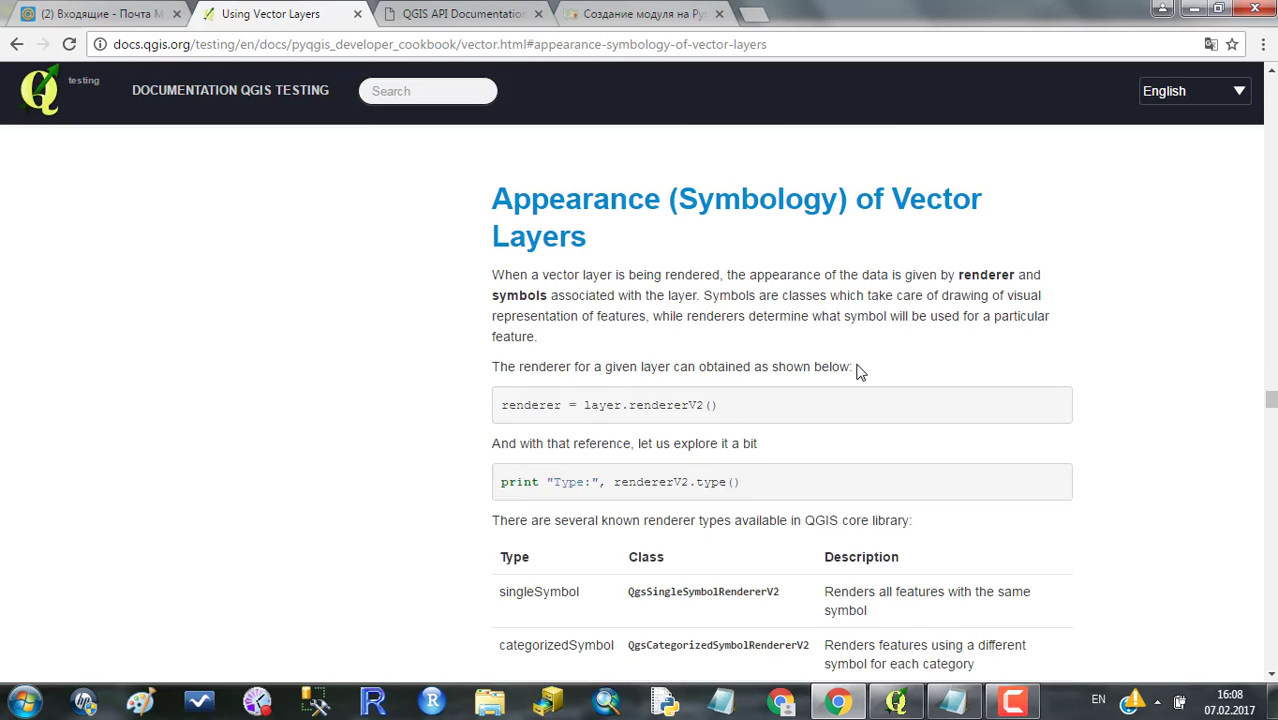 (2) Входящие - Почта М
Using Vector Layers
QGIS API Documentation
Создание модуля на Ру
docs.qgis.org/testing/en/docs/pyqgis_developer_cookbook/vector.html#appearance-symbology-of-vector-layers
testing
DOCUMENTATION QGIS TESTING
Search
English
Appearance (Symbology) of Vector
Layers
When a vector layer is being rendered, the appearance of the data is given by renderer and
symbols associated with the layer. Symbols are classes which take care of drawing of visual
representation of features, while renderers determine what symbol will be used for a particular
feature.
The renderer for a given layer can obtained as shown below:
renderer = layer.rendererV2()
And with that reference, let us explore it a bit
print "Type:", rendererV2.type()
There are several known renderer types available in QGIS core library:
Type Class Description
singleSymbol QgsSingleSymbolRendererV2 Renders all features with the same
symbol
categorizedSymbol QgsCategorizedSymbolRendererV2 Renders features using a different
symbol for each category
EN
16:08
07.02.2017